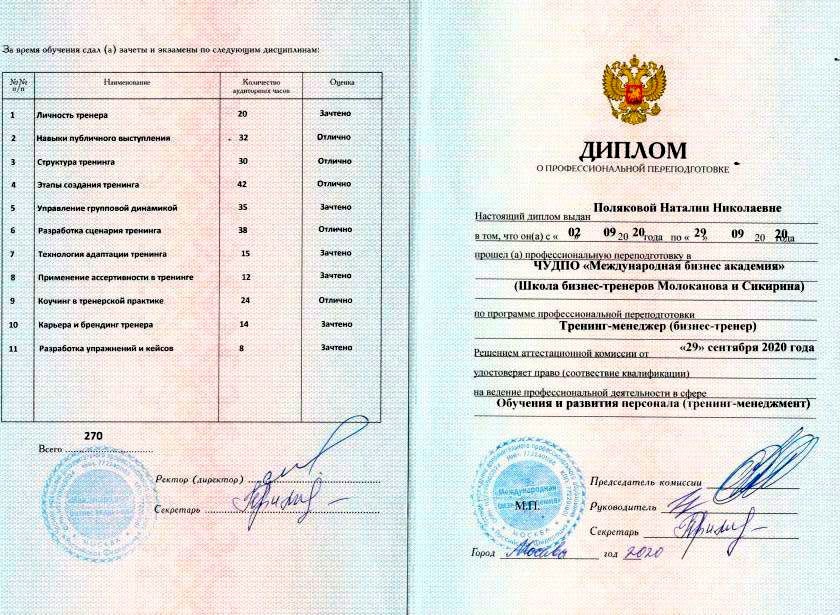 За время обучения сдал (а) зачеты и экзамены по следующим дисциплинам:
№№ п/п Наименование Количество аудиторных часов Оценка
1 Личность тренера 20 Зачтено
2 Навыки публичного выступления 32 Отлично
3 Структура тренинга 30 Отлично
4 Этапы создания тренинга 42 Отлично
5 Управление групповой динамикой 35 Зачтено
6 Разработка сценария тренинга 38 Отлично
7 Технология адаптации тренинга 15 Зачтено
8 Применение ассертивности в тренинге 12 Зачтено
9 Коучинг в тренерской практике 24 Отлично
10 Карьера и брендинг тренера 14 Зачтено
11 Разработка упражнений и кейсов 8 Зачтено
Всего 270
Ректор (директор)
Секретарь
ДИПЛОМ
О ПРОФЕССИОНАЛЬНОЙ ПЕРЕПОДГОТОВКЕ
Поляковой Наталии Николаевне
Настоящий диплом выдан
в том, что он(а) с « 02 » 09 20 20 года по « 29 » 09 20 20 года
прошел (а) профессиональную переподготовку в
ЧУДПО «Международная бизнес академия»
(Школа бизнес-тренеров Молоканова и Сикирина)
по программе профессиональной переподготовки
Тренинг-менеджер (бизнес-тренер)
Решением аттестационной комиссии от «29» сентября 2020 года
удостоверяет право (соотвествие квалификации)
на ведение профессиональной деятельности в сфере
Обучения и развития персонала (тренинг-менеджмент)
Председатель комиссии
Руководитель
М.П.
Секретарь
Город Москва год 2020
МОСКВА
Международная
МОСКВА